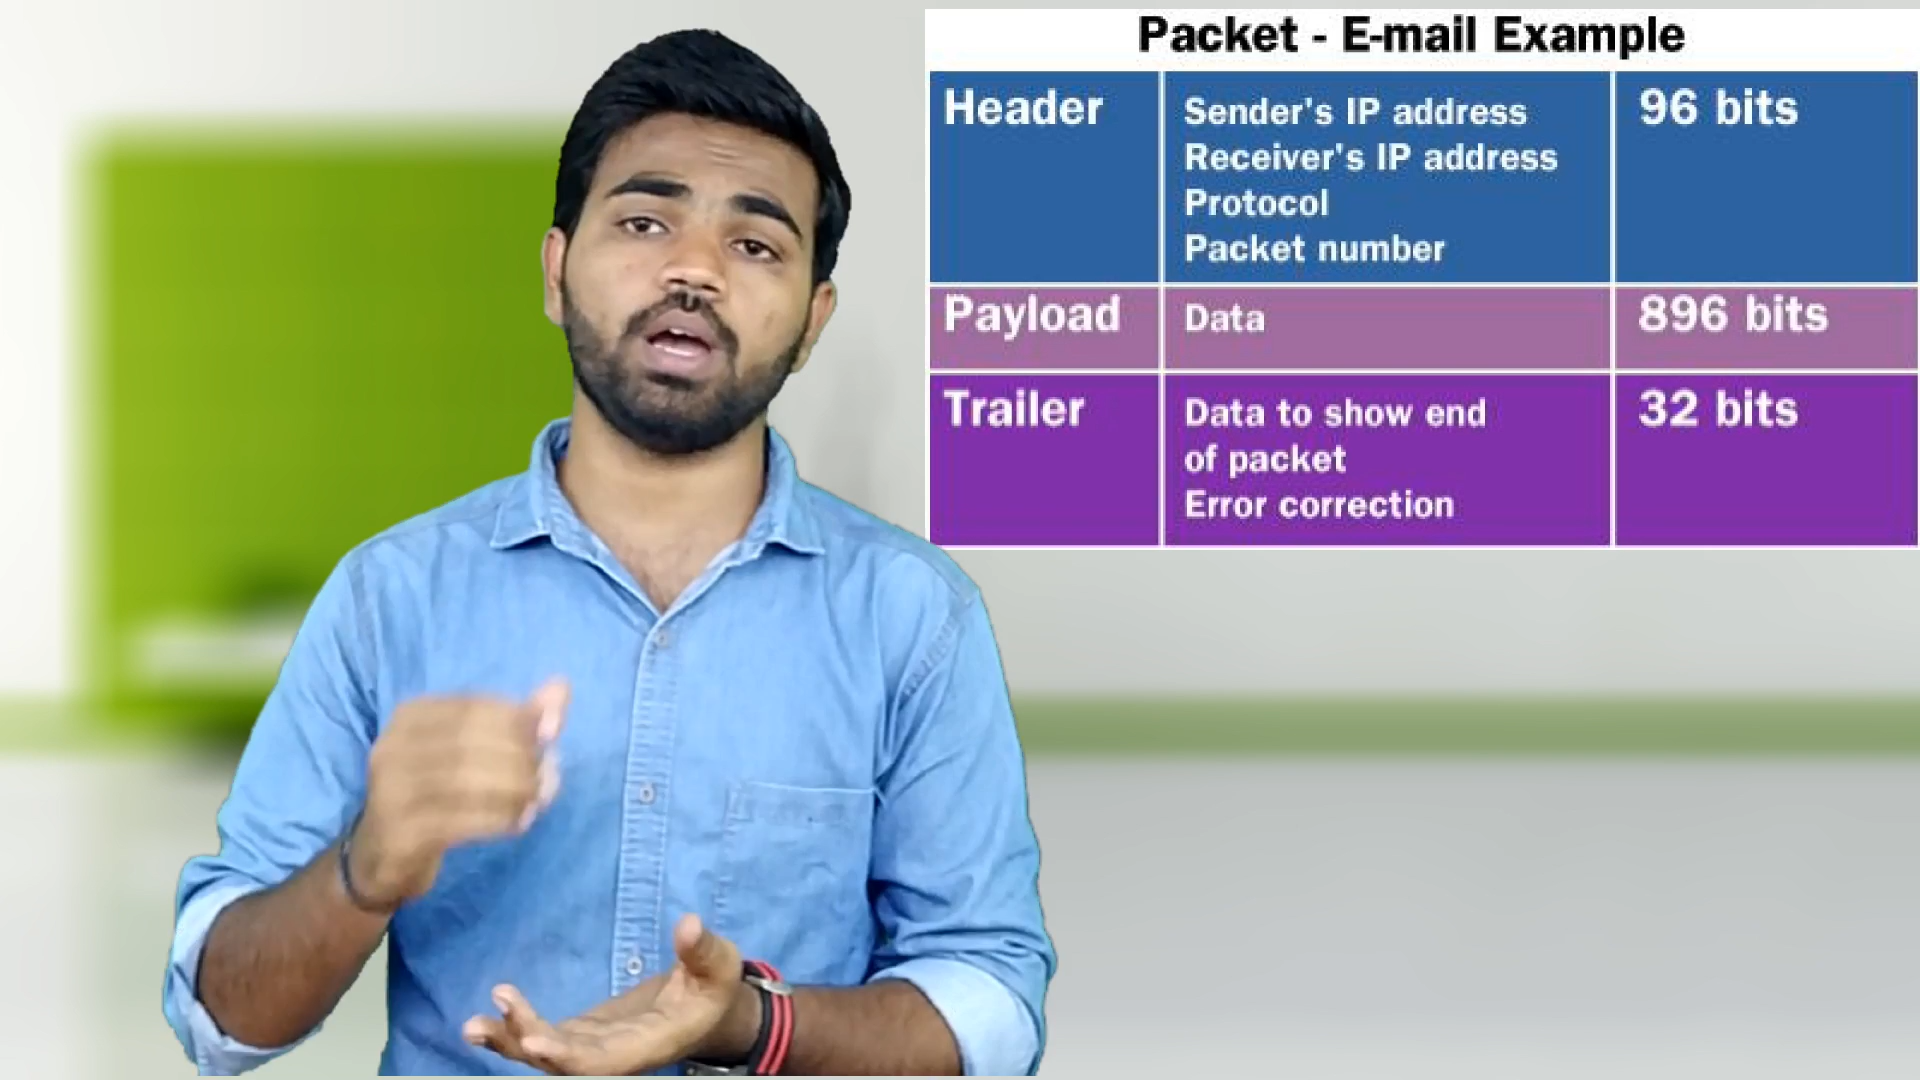 Packet - E-mail Example
Header
Sender's IP address
Receiver's IP address
Protocol
Packet number
96 bits
Payload
Data
896 bits
Trailer
Data to show end
of packet
Error correction
32 bits